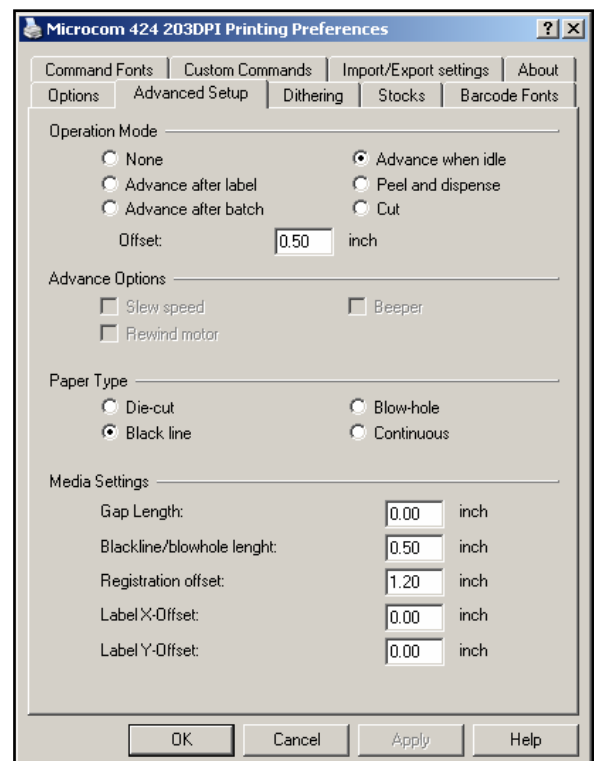 Microcom 424 203DPI Printing Preferences
Command Fonts Custom Commands Import/Export settings About
Options Advanced Setup Dithering Stocks Barcode Fonts
Operation Mode
None Advance when idle
Advance after label Peel and dispense
Advance after batch Cut
Offset: 0.50 inch
Advance Options
Slew speed Beeper
Rewind motor
Paper Type
Die-cut Blow-hole
Black line Continuous
Media Settings
Gap Length: 0.00 inch
Blackline/blowhole lenght: 0.50 inch
Registration offset: 1.20 inch
Label X-Offset: 0.00 inch
Label Y-Offset: 0.00 inch
OK Cancel Apply Help